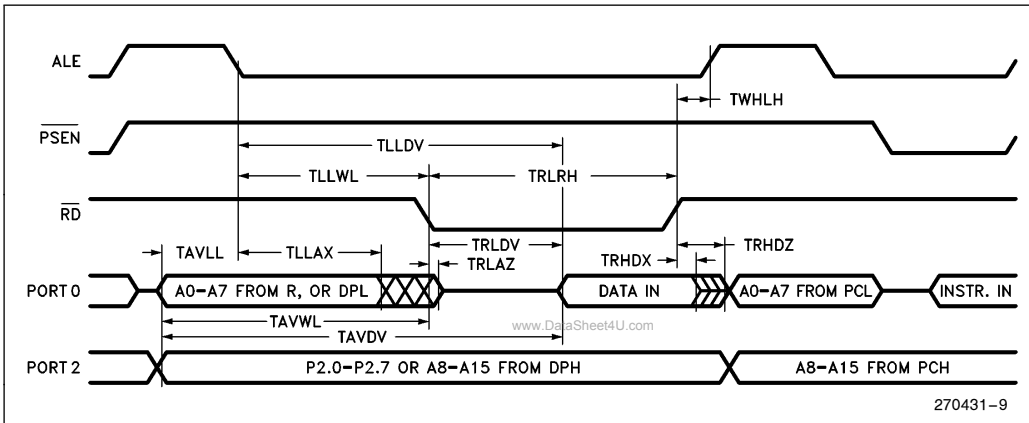 ALE
TWHLH
PSEN
TLLDV
TLLWL
TRLRH
RD
TAVLL
TLLAX
TRLDV
TRLAZ
TRHDX
TRHDZ
PORT 0
A0–A7 FROM R, OR DPL
DATA IN
A0–A7 FROM PCL
INSTR. IN
TAVWL
www.DataSheet4U.com
TAVDV
PORT 2
P2.0–P2.7 OR A8–A15 FROM DPH
A8–A15 FROM PCH
270431–9